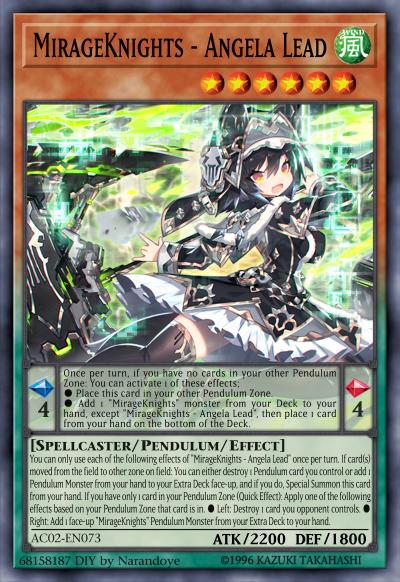 MirageKnights - Angela Lead
WIND
Once per turn, if you have no cards in your other Pendulum
Zone: You can activate 1 of these effects;
● Place this card in your other Pendulum Zone.
● Add 1 "MirageKnights" monster from your Deck to your
hand, except "MirageKnights - Angela Lead", then place 1 card
from your hand on the bottom of the Deck.
4
4
[Spellcaster/Pendulum/Effect]
You can only use each of the following effects of "MirageKnights - Angela Lead" once per turn. If card(s)
moved from the field to other zone on field: You can either destroy 1 Pendulum card you control or add 1
Pendulum Monster from your hand to your Extra Deck face-up, and if you do, Special Summon this card
from your hand. If you have only 1 card in your Pendulum Zone (Quick Effect): Apply one of the following
effects based on your Pendulum Zone that card is in. ● Left: Destroy 1 card you opponent controls. ●
Right: Add 1 face-up "MirageKnights" Pendulum Monster from your Extra Deck to your hand.
AC02-EN073
ATK/2200 DEF/1800
68158187 DIY by Narandoye
©1996 KAZUKI TAKAHASHI